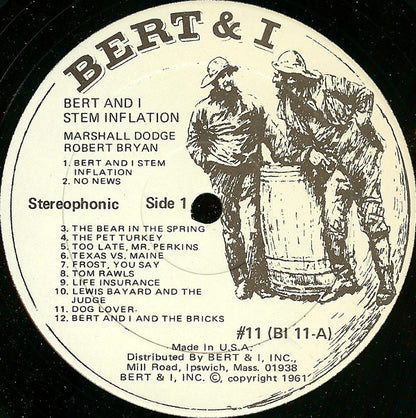 BERT & I
BERT AND I
STEM INFLATION
MARSHALL DODGE
ROBERT BRYAN
1. BERT AND I STEM
INFLATION
2. NO NEWS
Stereophonic Side 1
3. THE BEAR IN THE SPRING
4. THE PET TURKEY
5. TOO LATE, MR. PERKINS
6. TEXAS VS. MAINE
7. FROST, YOU SAY
8. TOM RAWLS
9. LIFE INSURANCE
10. LEWIS BAYARD AND THE
JUDGE
11. DOG LOVER
12. BERT AND I AND THE BRICKS
#11 (BI 11-A)
Made in U.S.A.
Distributed By BERT & I, INC.,
Mill Road, Ipswich, Mass. 01938
BERT & I, INC. © copyright 1961